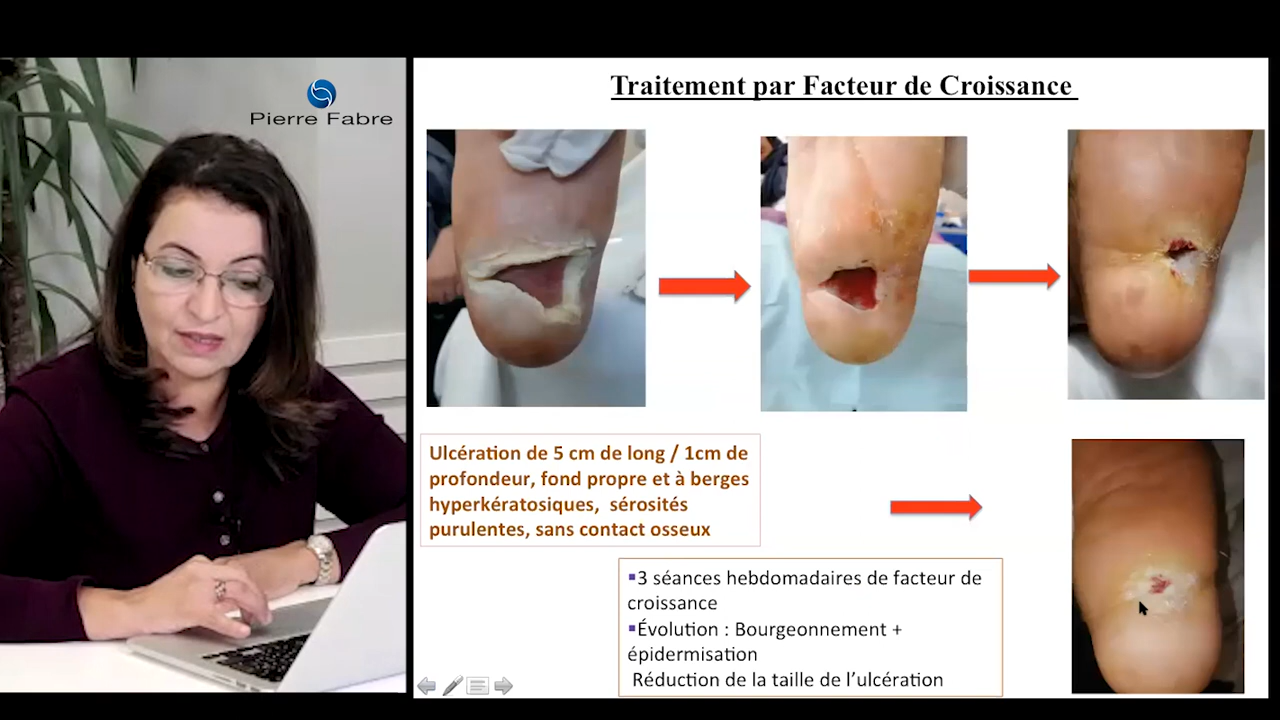 Pierre Fabre
Traitement par Facteur de Croissance
Ulcération de 5 cm de long / 1cm de
profondeur, fond propre et à berges
hyperkératosiques, sérosités
purulentes, sans contact osseux
▪3 séances hebdomadaires de facteur de
croissance
▪Évolution : Bourgeonnement +
épidermisation
Réduction de la taille de l’ulcération